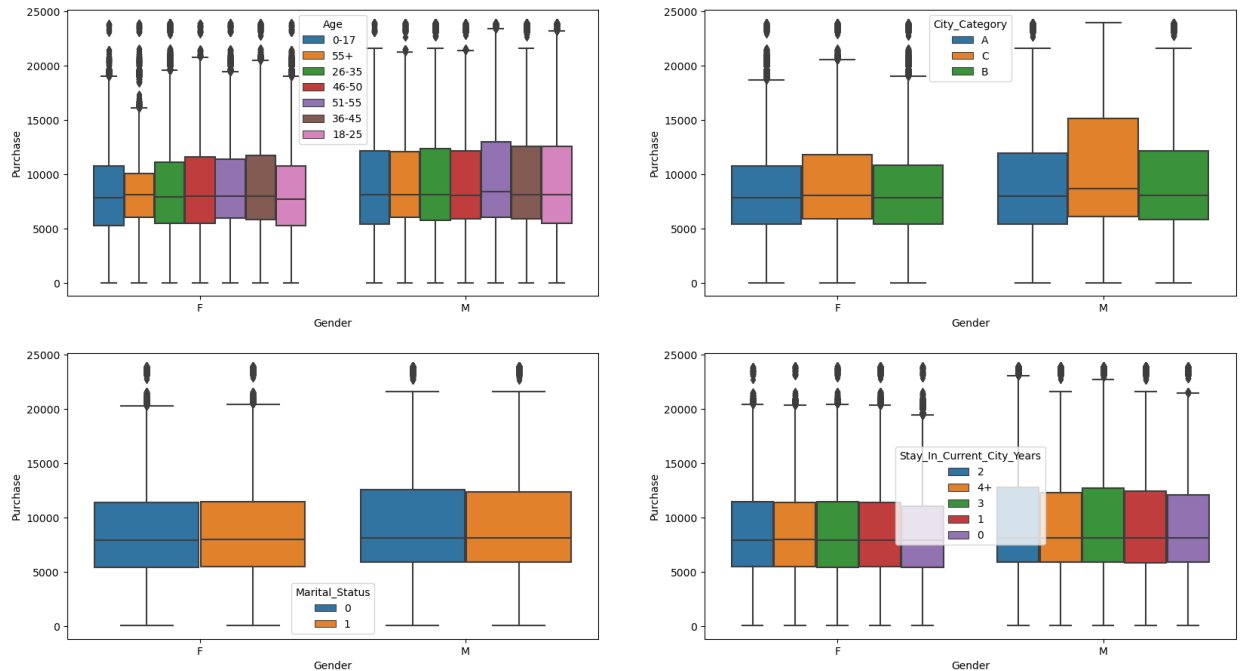 25000
20000
15000
10000
5000
0
Purchase
Age
0-17
55+
26-35
46-50
51-55
36-45
18-25
F
M
Gender
25000
20000
15000
10000
5000
0
Purchase
City_Category
A
C
B
F
M
Gender
25000
20000
15000
10000
5000
0
Purchase
Marital_Status
0
1
F
M
Gender
25000
20000
15000
10000
5000
0
Purchase
Stay_In_Current_City_Years
2
4+
3
1
0
F
M
Gender